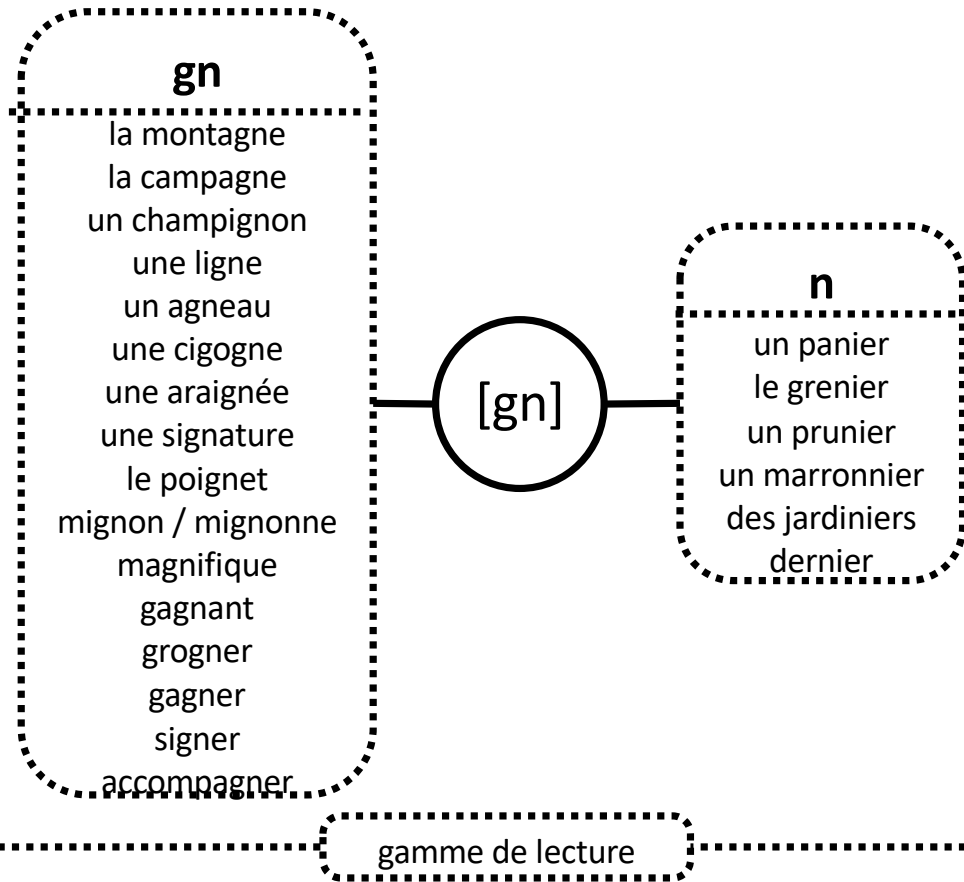 gn
la montagne
la campagne
un champignon
une ligne
un agneau
une cigogne
une araignée
une signature
le poignet
mignon / mignonne
magnifique
gagnant
grogner
gagner
signer
accompagner
[gn]
n
un panier
le grenier
un prunier
un marronnier
des jardiniers
dernier
gamme de lecture